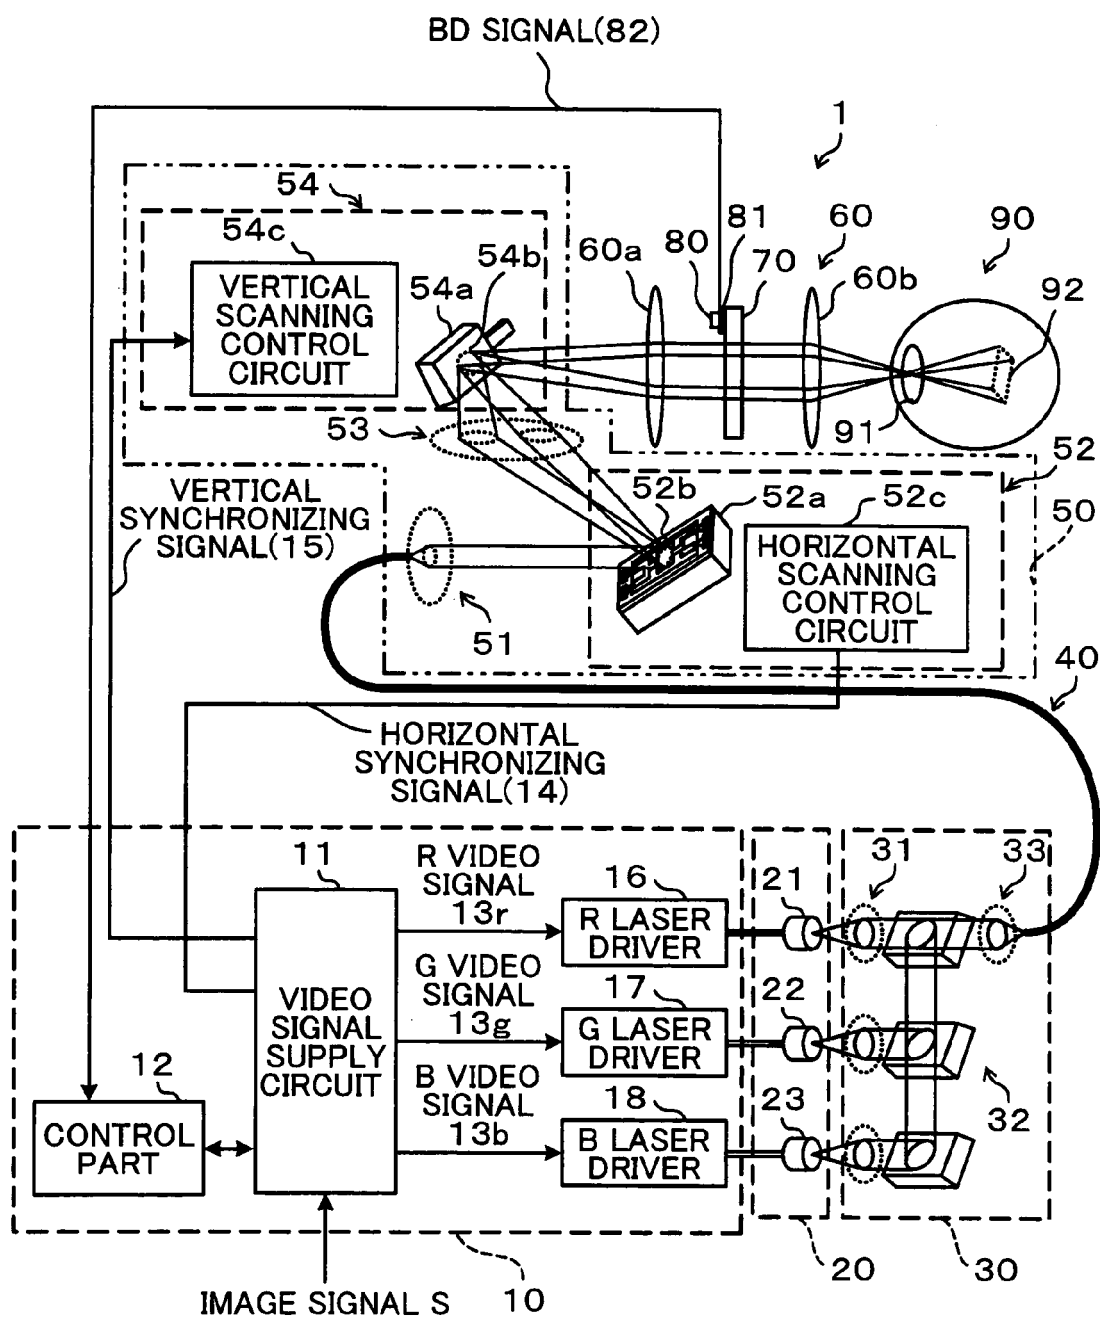 BD SIGNAL(82)
1
54
54c
54b
54a
60a
80
81
70
60
60b
90
92
91
VERTICAL
SCANNING
CONTROL
CIRCUIT
53
52
50
52b
52a
52c
HORIZONTAL
SCANNING
CONTROL
CIRCUIT
VERTICAL
SYNCHRONIZING
SIGNAL(15)
51
40
HORIZONTAL
SYNCHRONIZING
SIGNAL(14)
11
R VIDEO
SIGNAL
13r
16
R LASER
DRIVER
21
31
33
G VIDEO
SIGNAL
13g
17
G LASER
DRIVER
22
VIDEO
SIGNAL
SUPPLY
CIRCUIT
12
CONTROL
PART
B VIDEO
SIGNAL
13b
18
B LASER
DRIVER
23
32
20
30
10
IMAGE SIGNAL S